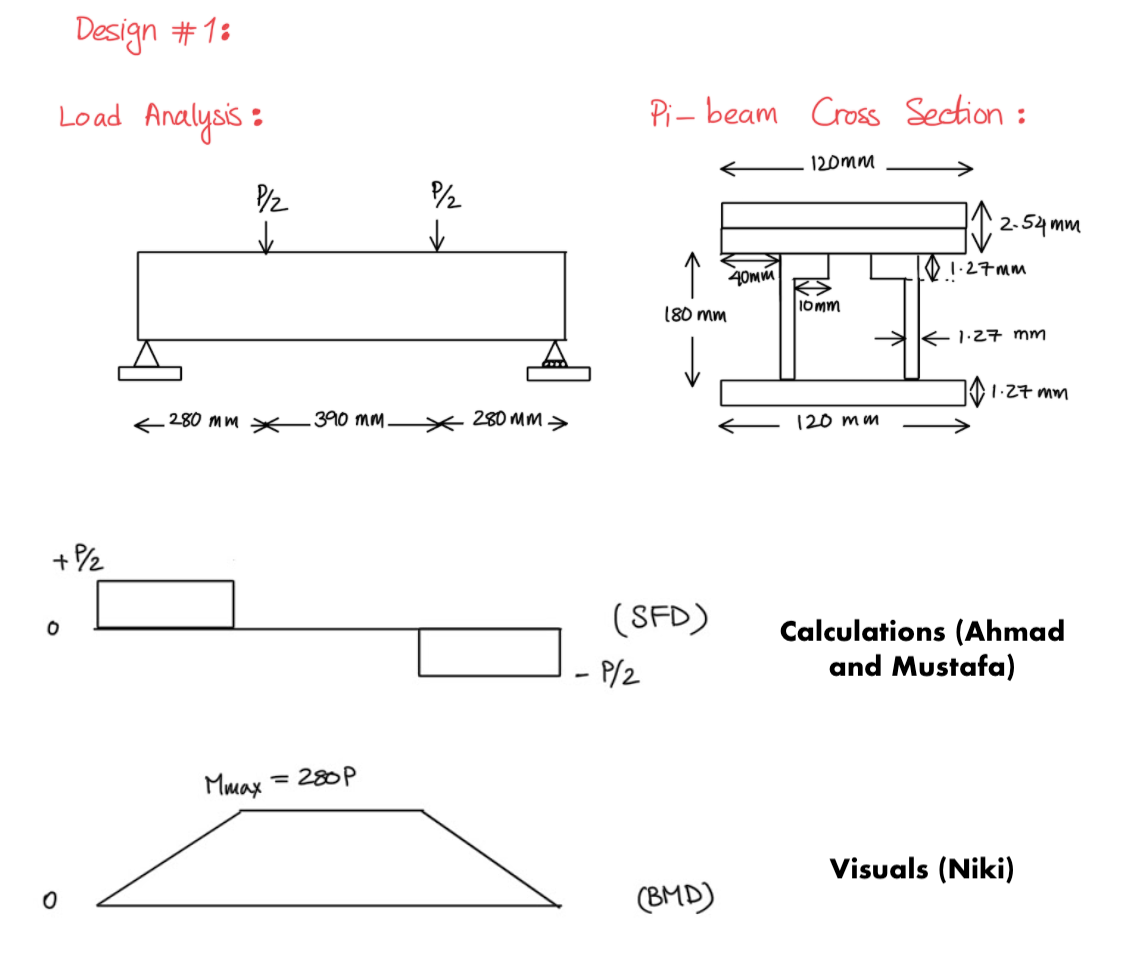 Design #1:
Load Analysis:
Pi-beam Cross Section:
120mm
P/2
P/2
2.54mm
40mm
1.27mm
10mm
180 mm
1.27 mm
1.27 mm
280 mm
390 mm
280 mm
120 mm
+P/2
0
(SFD)
Calculations (Ahmad
and Mustafa)
- P/2
Mmax = 280P
Visuals (Niki)
0
(BMD)